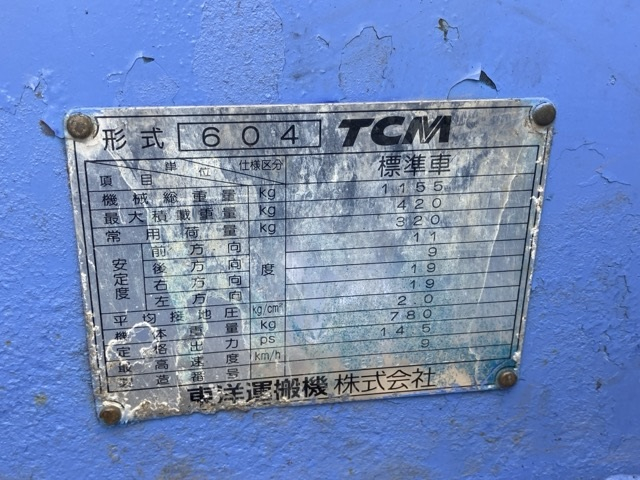 形式 604 TCM
項目 単位 仕様区分 標準車
機械総重量 kg 1155
最大積載重量 kg 420
常用荷重 kg 320
安定度 度
前方向 11
後方向 9
右方向 19
左方向 19
平均接地圧 kg/cm² 2.0
機体重量 kg 780
定格出力 ps 14.5
最高速度 km/h 9
製造番号
東洋運搬機株式会社